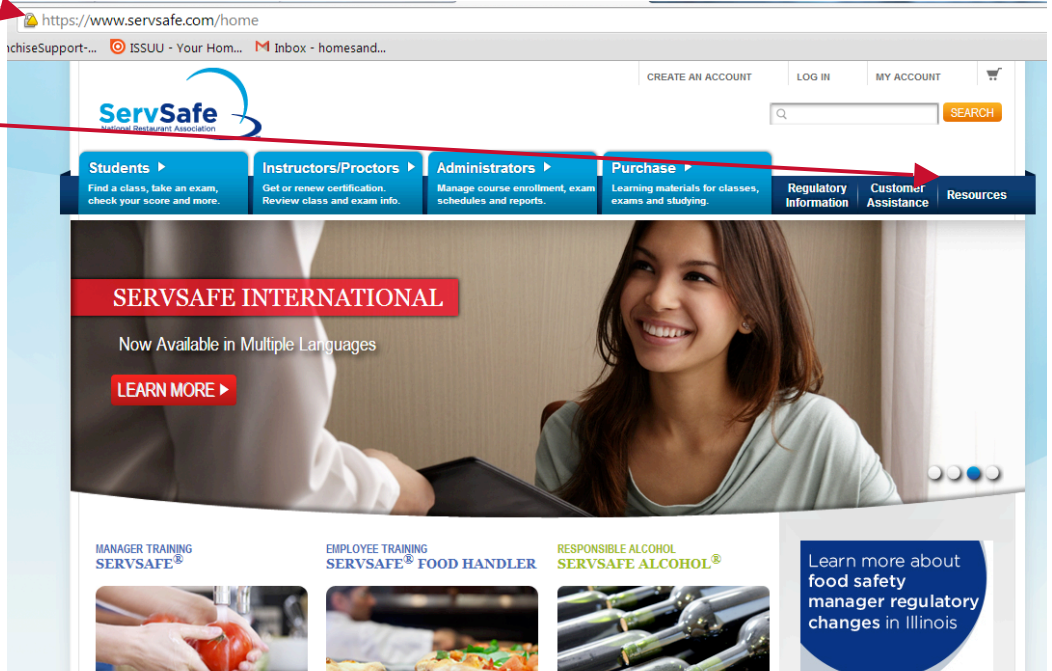 https://www.servsafe.com/home
nchiseSupport-... ISSUU - Your Hom... Inbox - homesand...
CREATE AN ACCOUNT LOG IN MY ACCOUNT
ServSafe
National Restaurant Association
SEARCH
Students
Find a class, take an exam,
check your score and more.
Instructors/Proctors
Get or renew certification.
Review class and exam info.
Administrators
Manage course enrollment, exam
schedules and reports.
Purchase
Learning materials for classes,
exams and studying.
Regulatory
Information
Customer
Assistance
Resources
SERVSAFE INTERNATIONAL
Now Available in Multiple Languages
LEARN MORE
MANAGER TRAINING
SERVSAFE®
EMPLOYEE TRAINING
SERVSAFE® FOOD HANDLER
RESPONSIBLE ALCOHOL
SERVSAFE ALCOHOL®
Learn more about
food safety
manager regulatory
changes in Illinois